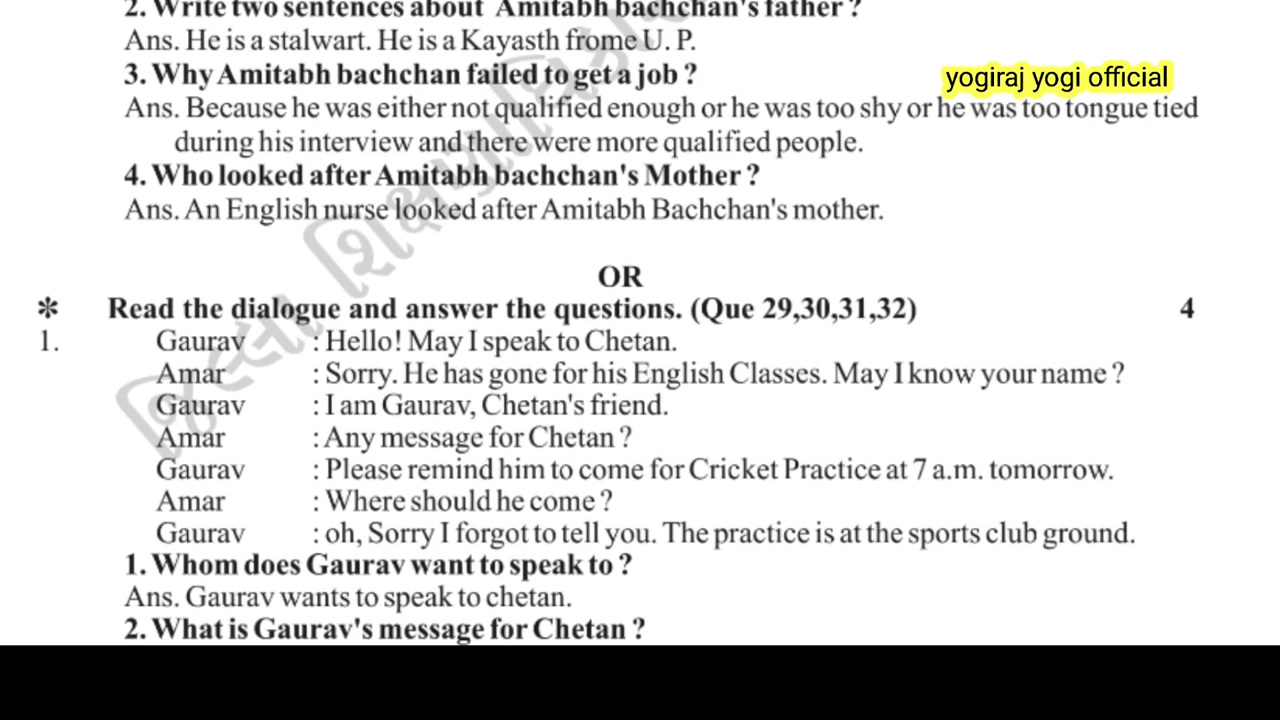 2. Write two sentences about Amitabh bachchan's father ?
Ans. He is a stalwart. He is a Kayasth frome U. P.
3. Why Amitabh bachchan failed to get a job ?
yogiraj yogi official
Ans. Because he was either not qualified enough or he was too shy or he was too tongue tied
during his interview and there were more qualified people.
4. Who looked after Amitabh bachchan's Mother ?
Ans. An English nurse looked after Amitabh Bachchan's mother.
OR
* Read the dialogue and answer the questions. (Que 29,30,31,32) 4
1. Gaurav : Hello! May I speak to Chetan.
Amar : Sorry. He has gone for his English Classes. May I know your name ?
Gaurav : I am Gaurav, Chetan's friend.
Amar : Any message for Chetan ?
Gaurav : Please remind him to come for Cricket Practice at 7 a.m. tomorrow.
Amar : Where should he come ?
Gaurav : oh, Sorry I forgot to tell you. The practice is at the sports club ground.
1. Whom does Gaurav want to speak to ?
Ans. Gaurav wants to speak to chetan.
2. What is Gaurav's message for Chetan ?